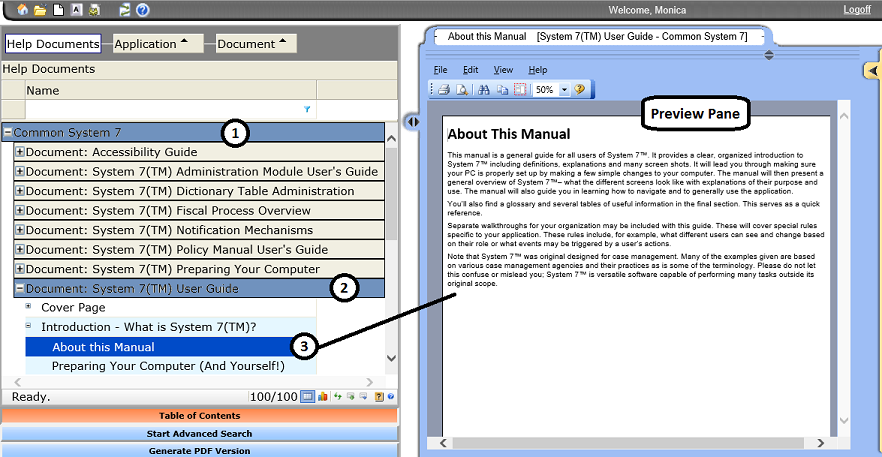 Welcome, Monica
Logoff
Help Documents
Application
Document
Help Documents
Name
Common System 7
1
Document: Accessibility Guide
Document: System 7(TM) Administration Module User's Guide
Document: System 7(TM) Dictionary Table Administration
Document: System 7(TM) Fiscal Process Overview
Document: System 7(TM) Notification Mechanisms
Document: System 7(TM) Policy Manual User's Guide
Document: System 7(TM) Preparing Your Computer
Document: System 7(TM) User Guide
2
Cover Page
Introduction - What is System 7(TM)?
About this Manual
3
Preparing Your Computer (And Yourself!)
Ready.
100/100
Table of Contents
Start Advanced Search
Generate PDF Version
About this Manual [System 7(TM) User Guide - Common System 7]
File Edit View Help
50%
Preview Pane
About This Manual
This manual is a general guide for all users of System 7™. It provides a clear, organized introduction to
System 7™ including definitions, explanations and many screen shots. It will lead you through making sure
your PC is properly set up by making a few simple changes to your computer. The manual will then present a
general overview of System 7™– what the different screens look like with explanations of their purpose and
use. The manual will also guide you in learning how to navigate and to generally use the application.
You'll also find a glossary and several tables of useful information in the final section. This serves as a quick
reference.
Separate walkthroughs for your organization may be included with this guide. These will cover special rules
specific to your application. These rules include, for example, what different users can see and change based
on their role or what events may be triggered by a user's actions.
Note that System 7™ was original designed for case management. Many of the examples given are based
on various case management agencies and their practices as is some of the terminology. Please do not let
this confuse or mislead you; System 7™ is versatile software capable of performing many tasks outside its
original scope.